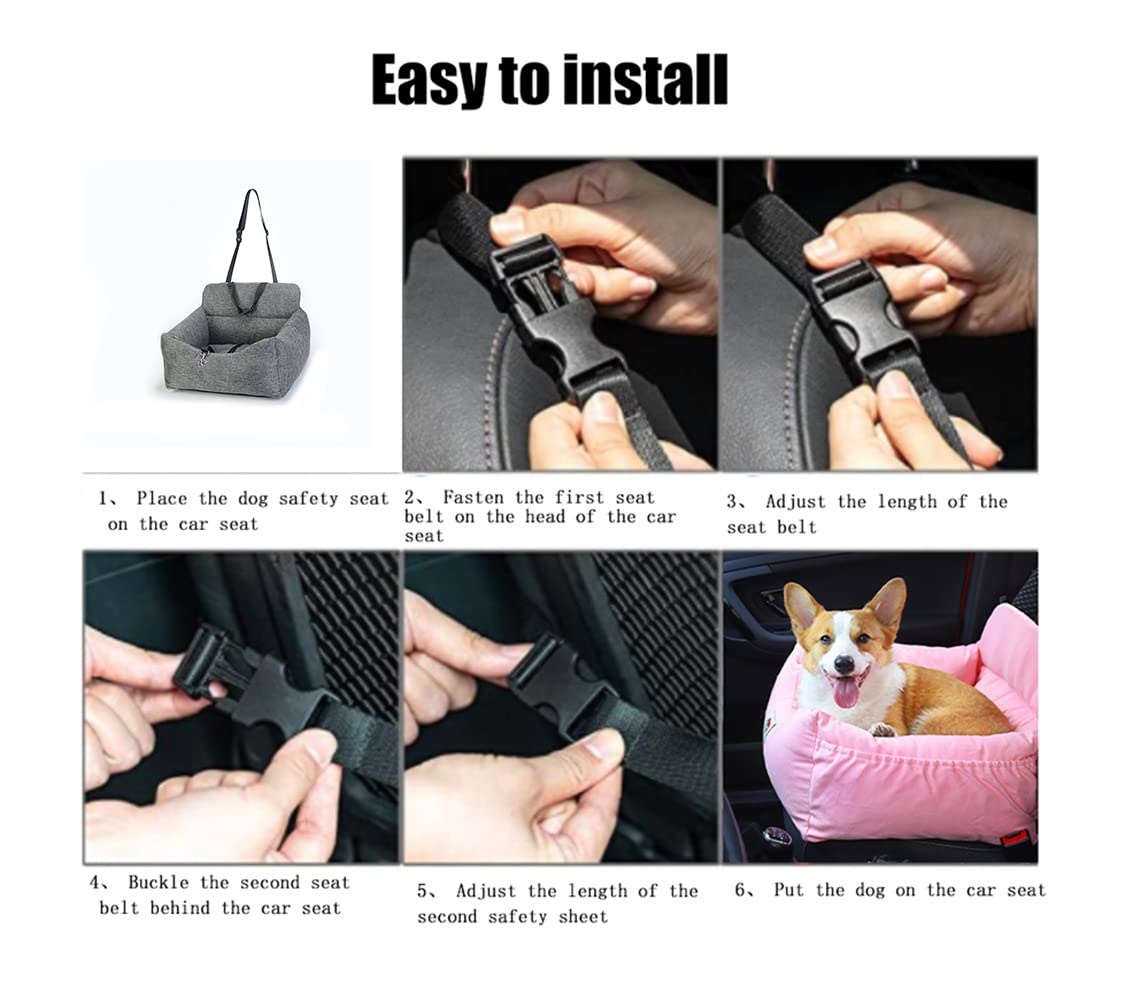 Easy to install
1、 Place the dog safety seat
on the car seat
2、 Fasten the first seat
belt on the head of the car
seat
3、 Adjust the length of the
seat belt
4、 Buckle the second seat
belt behind the car seat
5、 Adjust the length of the
second safety sheet
6、 Put the dog on the car seat